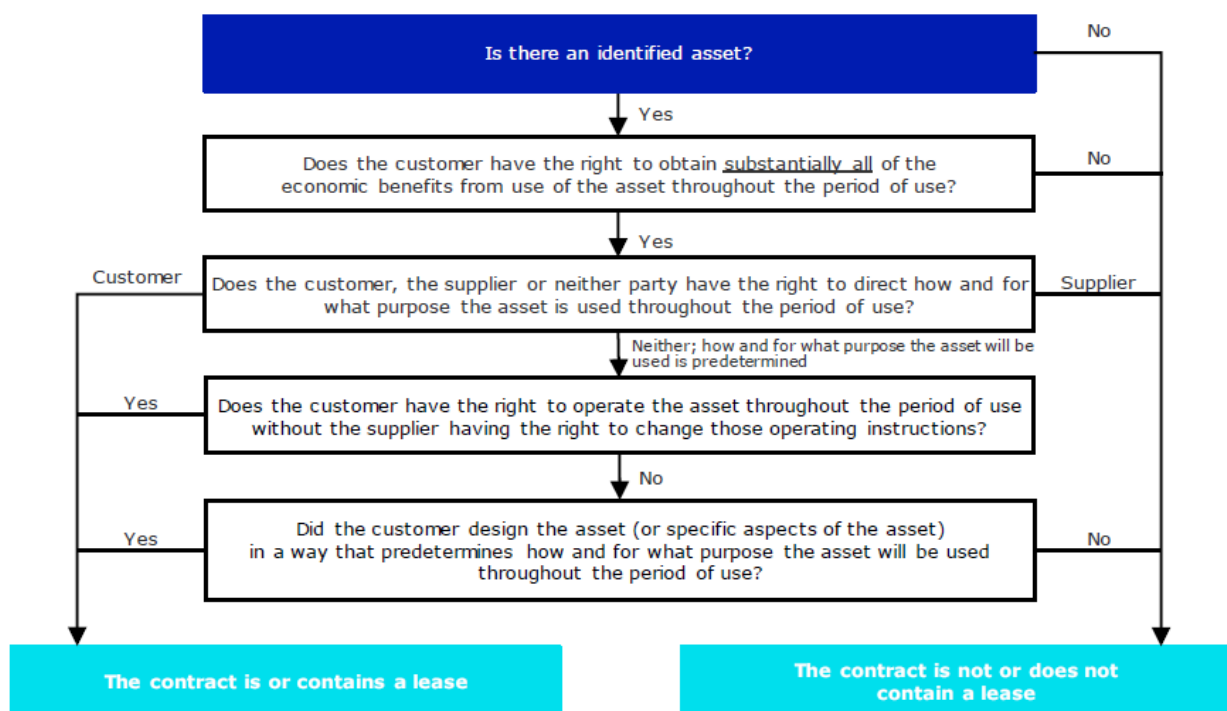 Is there an identified asset?
No
Yes
Does the customer have the right to obtain substantially all of the
economic benefits from use of the asset throughout the period of use?
No
Yes
Customer
Does the customer, the supplier or neither party have the right to direct how and for
what purpose the asset is used throughout the period of use?
Supplier
Neither; how and for what purpose the asset will be
used is predetermined
Yes
Does the customer have the right to operate the asset throughout the period of use
without the supplier having the right to change those operating instructions?
No
Yes
Did the customer design the asset (or specific aspects of the asset)
in a way that predetermines how and for what purpose the asset will be used
throughout the period of use?
No
The contract is or contains a lease
The contract is not or does not
contain a lease